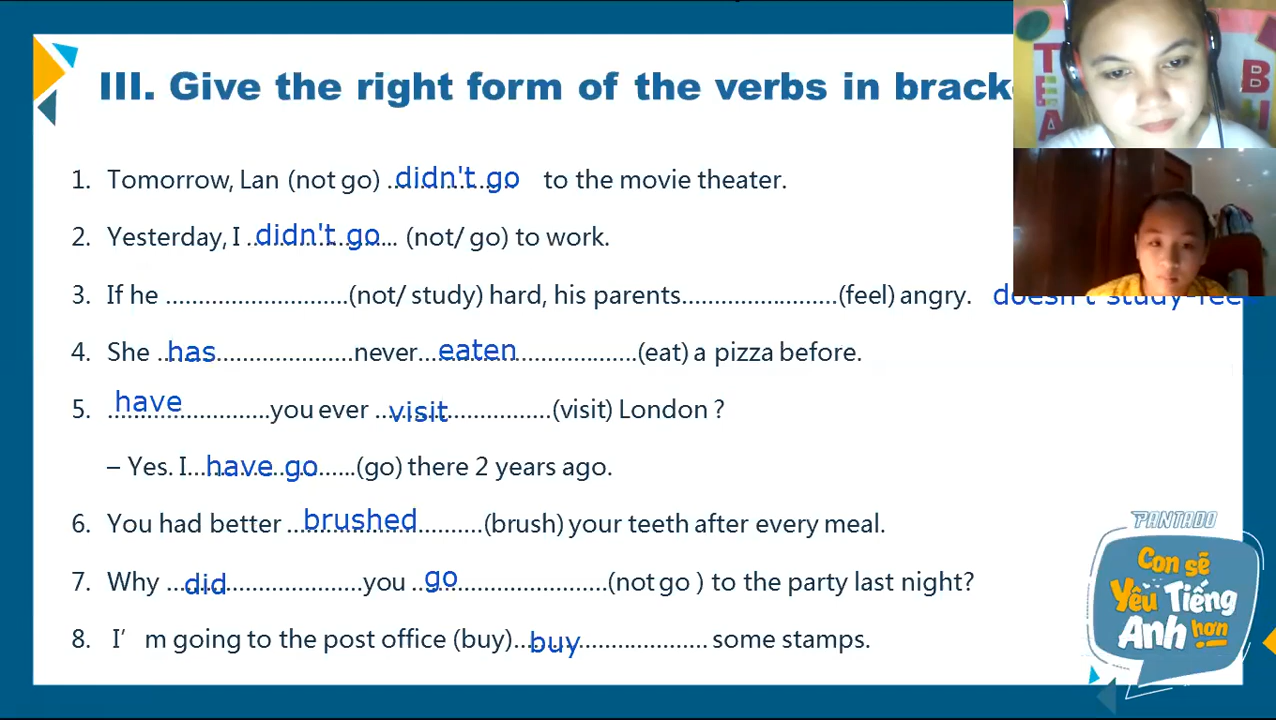 III. Give the right form of the verbs in brack
1. Tomorrow, Lan (not go) ..didn't go to the movie theater.
2. Yesterday, I ..didn't go... (not/ go) to work.
3. If he ............................(not/ study) hard, his parents........................(feel) angry. doesn't study-fee
4. She ..has.....................never...eaten..................(eat) a pizza before.
5. have.........................you ever ...visit....................(visit) London ?
– Yes. I...have go......(go) there 2 years ago.
6. You had better ...brushed..........(brush) your teeth after every meal.
7. Why ...did.....................you ..go.......................(not go ) to the party last night?
8. I’ m going to the post office (buy)...buy.................... some stamps.
TEA
BI
PANTADO
Con sẽ
Yêu Tiếng
Anh hơn